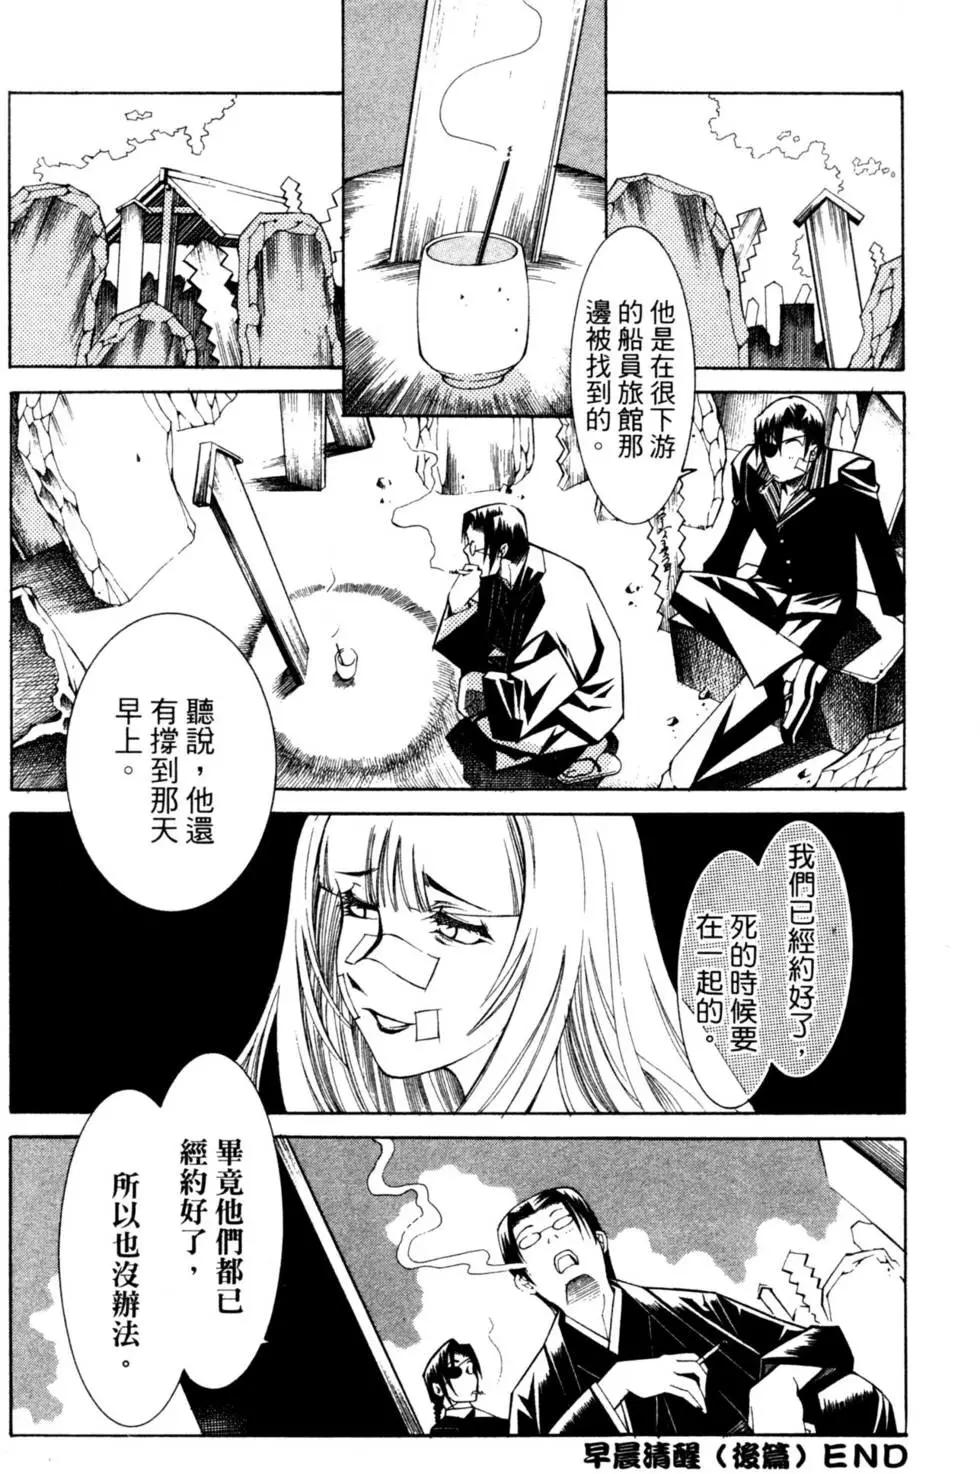 他是在很下游
的船員旅館那
邊被找到的。
聽說，他還
有撐到那天
早上。
我們已經約好了，
死的時候要
在一起的。
畢竟他們都已
經約好了，
所以也沒辦法。
早晨清醒（後篇）END